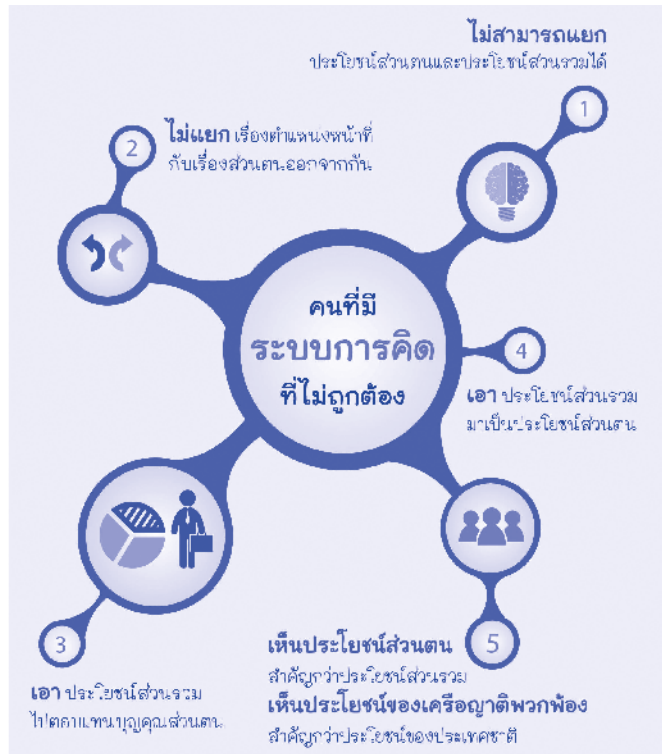 ไม่สามารถแยก
ประโยชน์ส่วนตนและประโยชน์ส่วนรวมได้
1
2
ไม่แยก เรื่องตำแหน่งหน้าที่
กับเรื่องส่วนตนออกจากกัน
คนที่มี
ระบบการคิด
ที่ไม่ถูกต้อง
4
เอา ประโยชน์ส่วนรวม
มาเป็นประโยชน์ส่วนตน
3
เอา ประโยชน์ส่วนรวม
ไปตอบแทนบุญคุณส่วนตน
5
เห็นประโยชน์ส่วนตน
สำคัญกว่าประโยชน์ส่วนรวม
เห็นประโยชน์ของเครือญาติพวกพ้อง
สำคัญกว่าประโยชน์ของประเทศชาติ